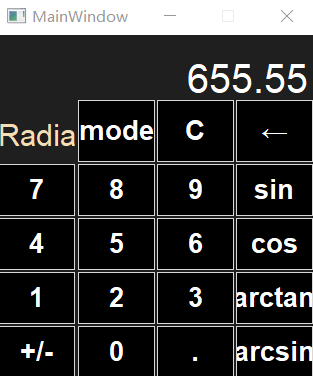 MainWindow
655.55
Radia mode C ←
7 8 9 sin
4 5 6 cos
1 2 3 arctan
+/- 0 . arcsin